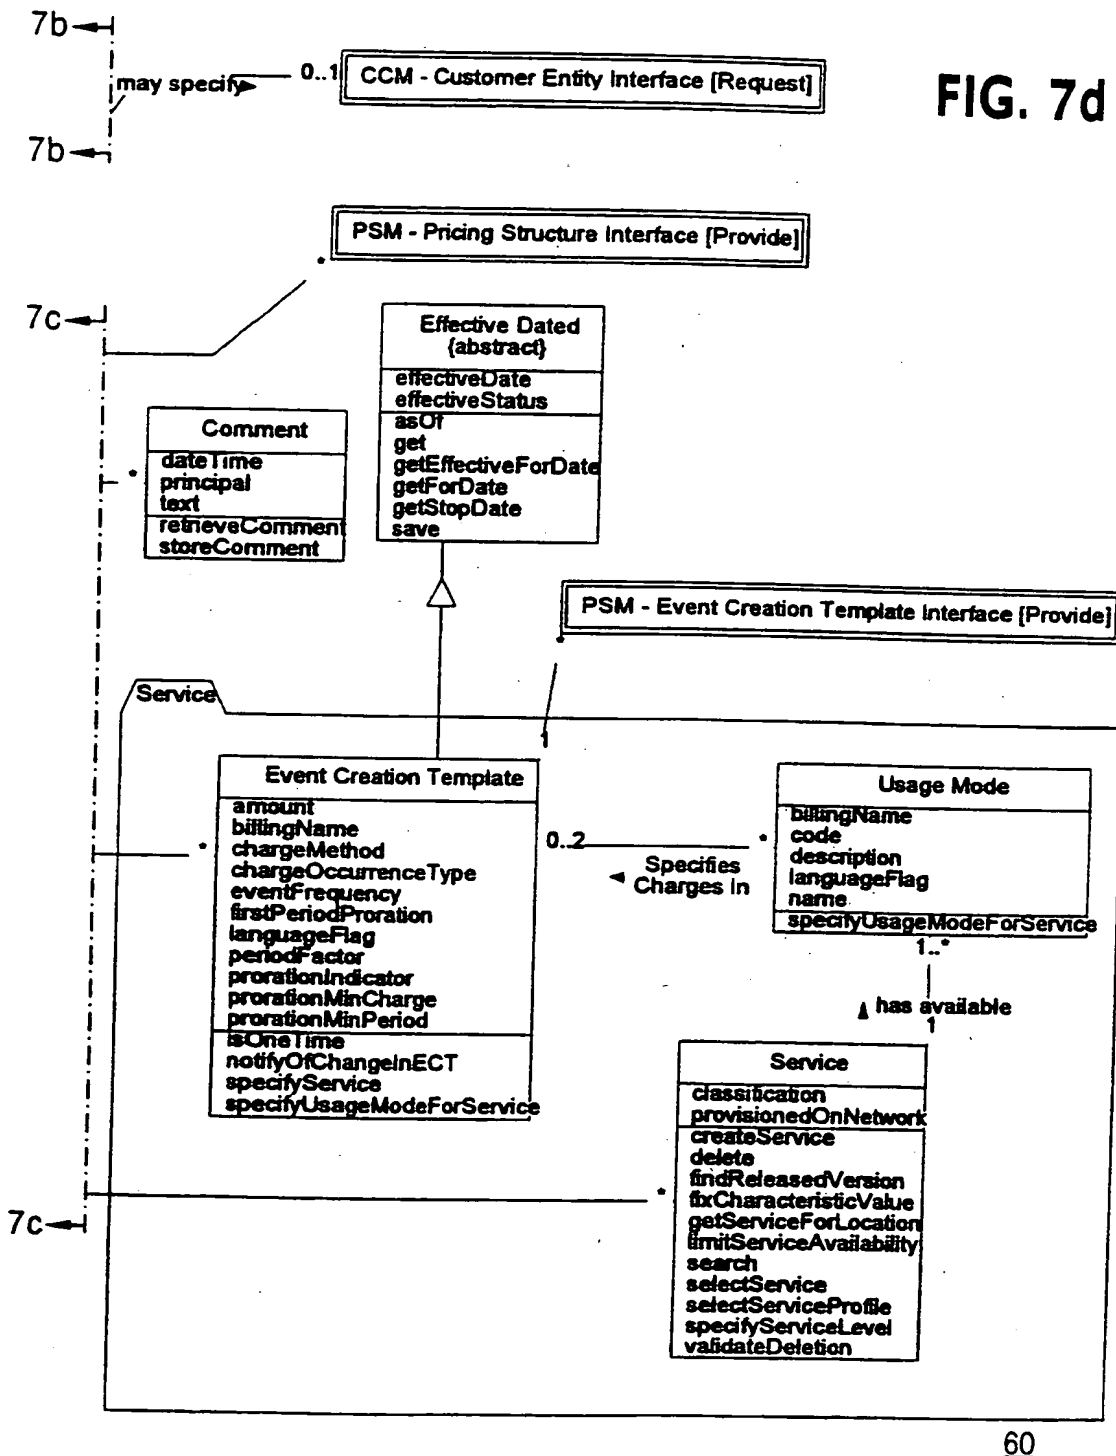 7b
may specify
0..1
CCM - Customer Entity Interface [Request]
FIG. 7d
7b
PSM - Pricing Structure Interface [Provide]
*
7c
Effective Dated
{abstract}
effectiveDate
effectiveStatus
asOf
get
getEffectiveForDate
getForDate
getStopDate
save
Comment
dateTime
*
principal
text
retrieveComment
storeComment
PSM - Event Creation Template Interface [Provide]
*
Service
1
Event Creation Template
amount
billingName
*
chargeMethod
chargeOccurrenceType
eventFrequency
firstPeriodProration
languageFlag
periodFactor
prorationIndicator
prorationMinCharge
prorationMinPeriod
isOneTime
notifyOfChangeInECT
specifyService
specifyUsageModeForService
0..2
*
Specifies
Charges In
Usage Mode
billingName
code
description
languageFlag
name
specifyUsageModeForService
1..*
has available
1
Service
classification
provisionedOnNetwork
createService
delete
findReleasedVersion
*
fixCharacteristicValue
getServiceForLocation
limitServiceAvailability
search
selectService
selectServiceProfile
specifyServiceLevel
validateDeletion
7c
60